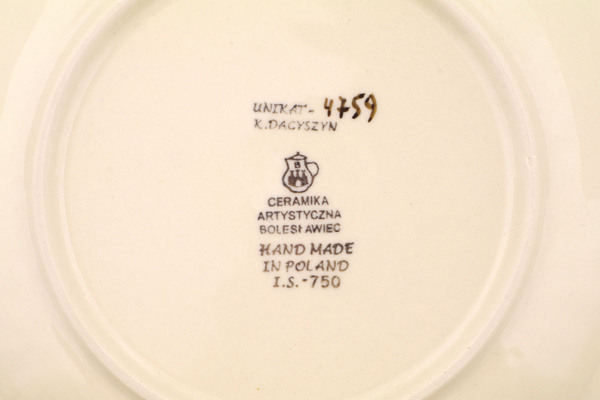 UNIKAT- 4759
K.DACYSZYN
CERAMIKA
ARTYSTYCZNA
BOLESŁAWIEC
HAND MADE
IN POLAND
I.S.-750